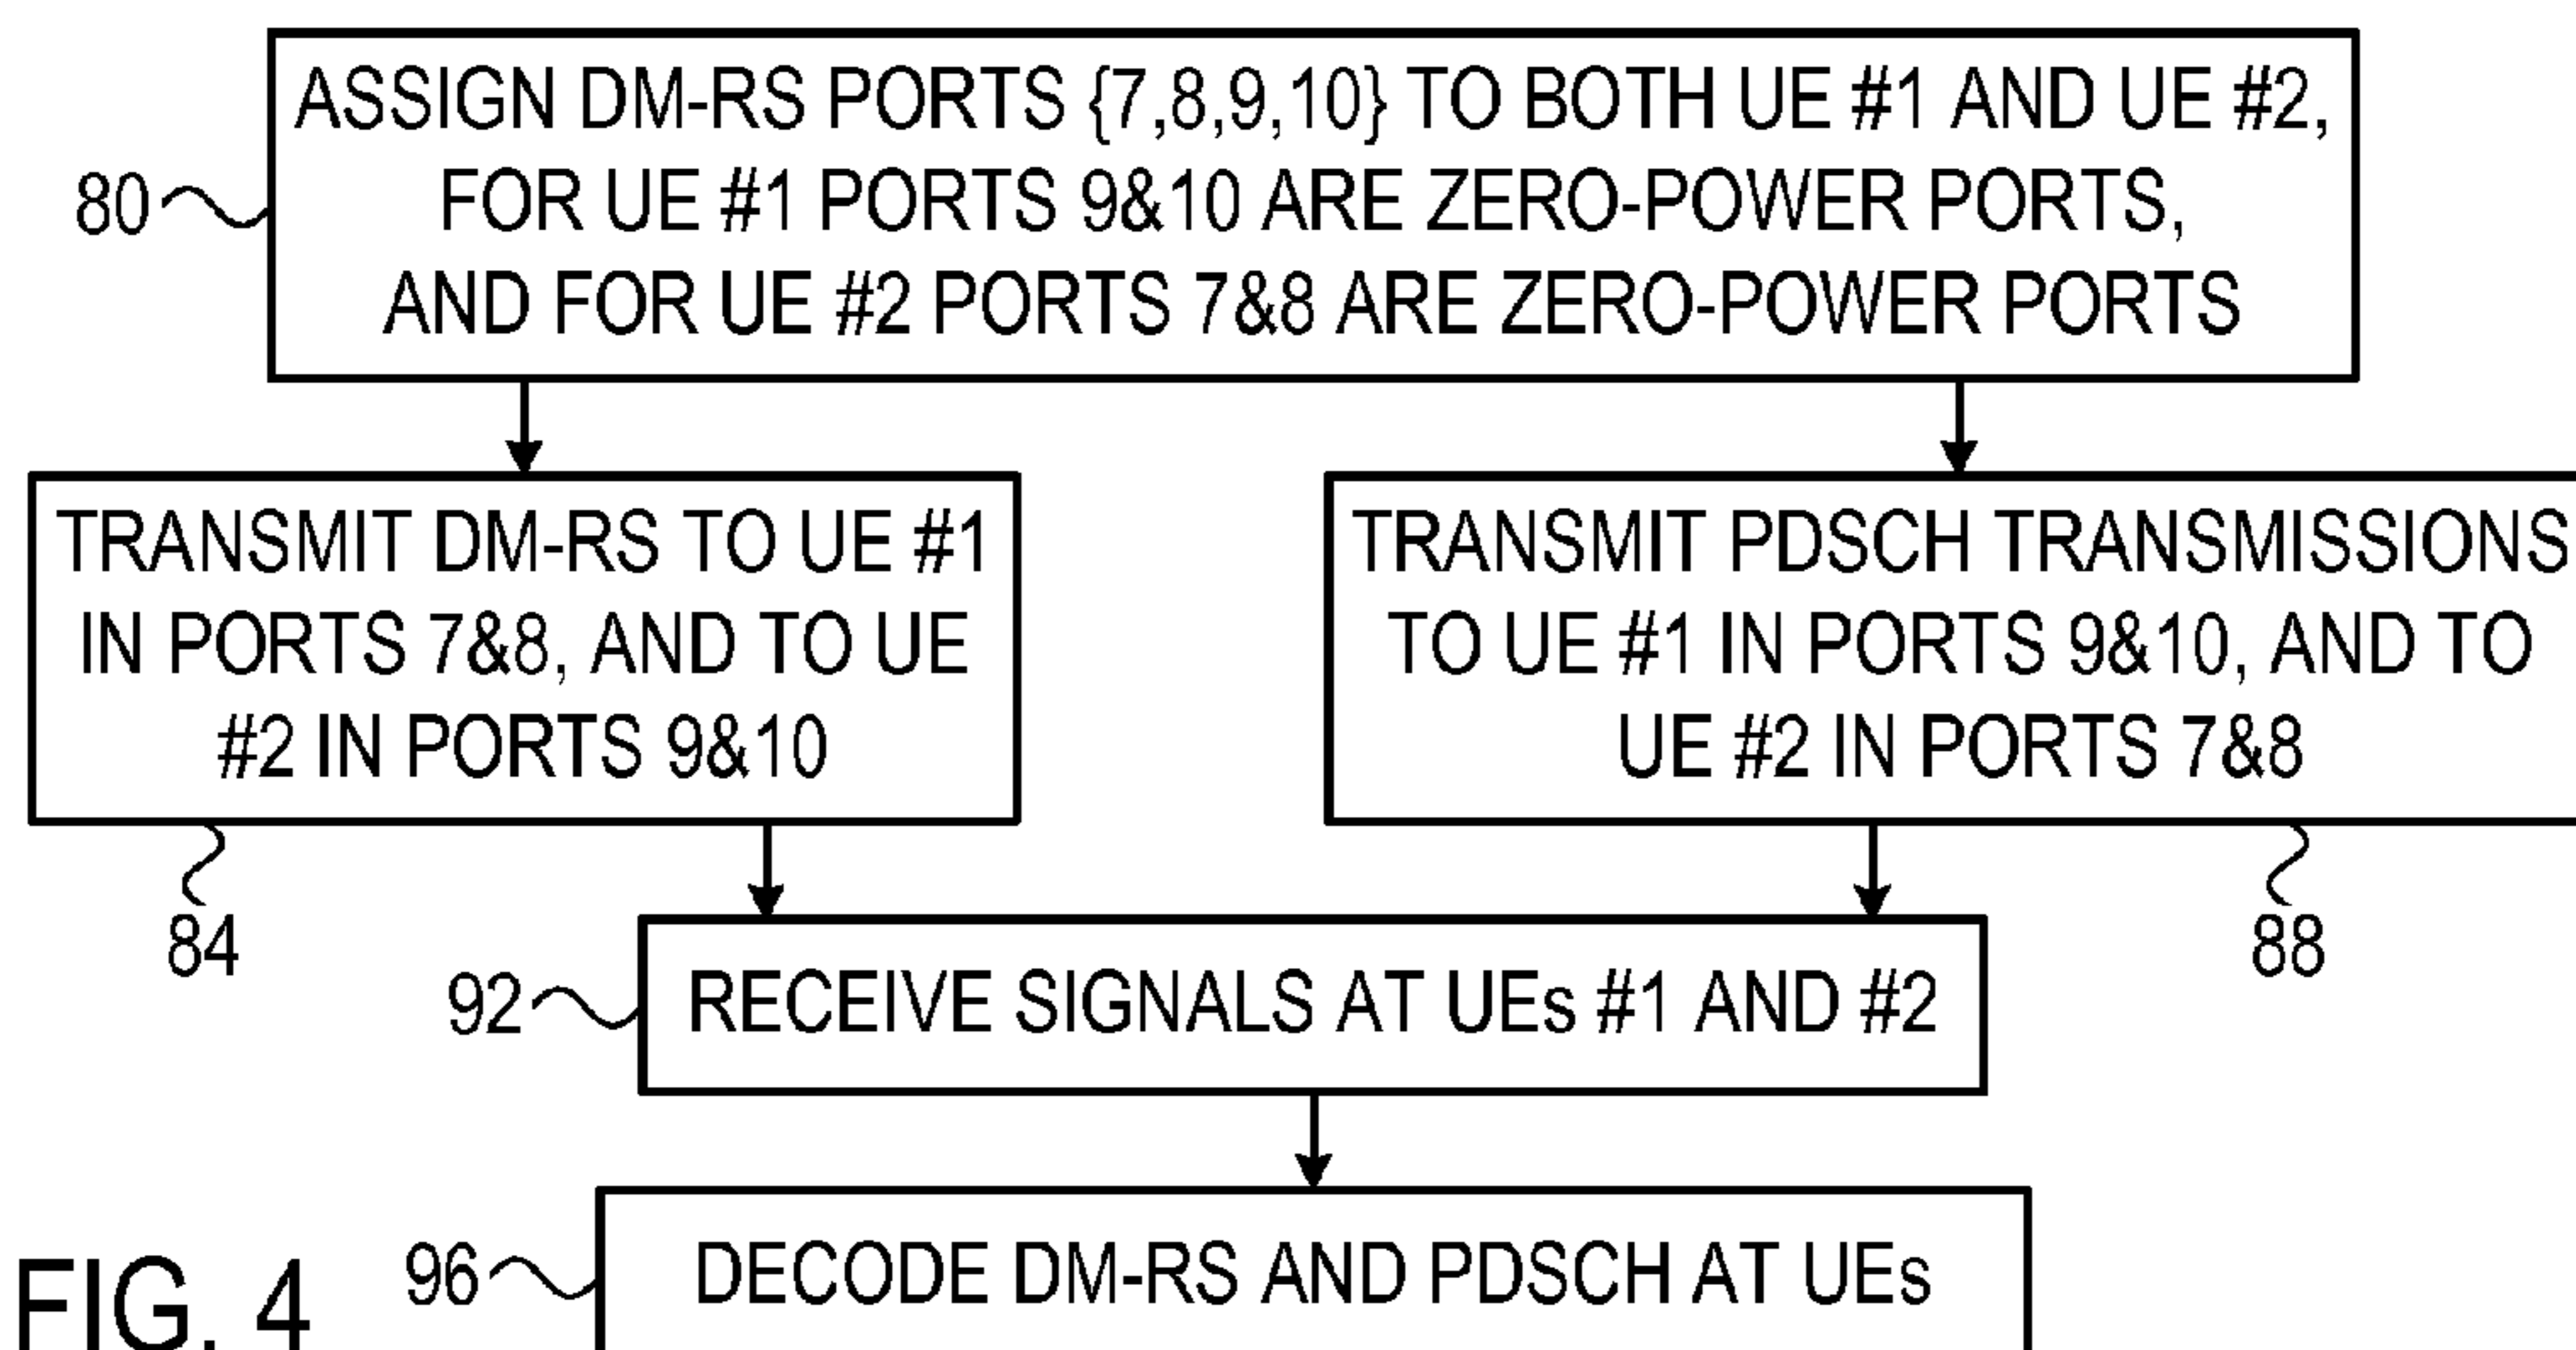 ASSIGN DM-RS PORTS {7,8,9,10} TO BOTH UE #1 AND UE #2,
FOR UE #1 PORTS 9&10 ARE ZERO-POWER PORTS,
AND FOR UE #2 PORTS 7&8 ARE ZERO-POWER PORTS
80
TRANSMIT DM-RS TO UE #1
IN PORTS 7&8, AND TO UE
#2 IN PORTS 9&10
84
TRANSMIT PDSCH TRANSMISSIONS
TO UE #1 IN PORTS 9&10, AND TO
UE #2 IN PORTS 7&8
88
92
RECEIVE SIGNALS AT UEs #1 AND #2
96
DECODE DM-RS AND PDSCH AT UEs
FIG. 4